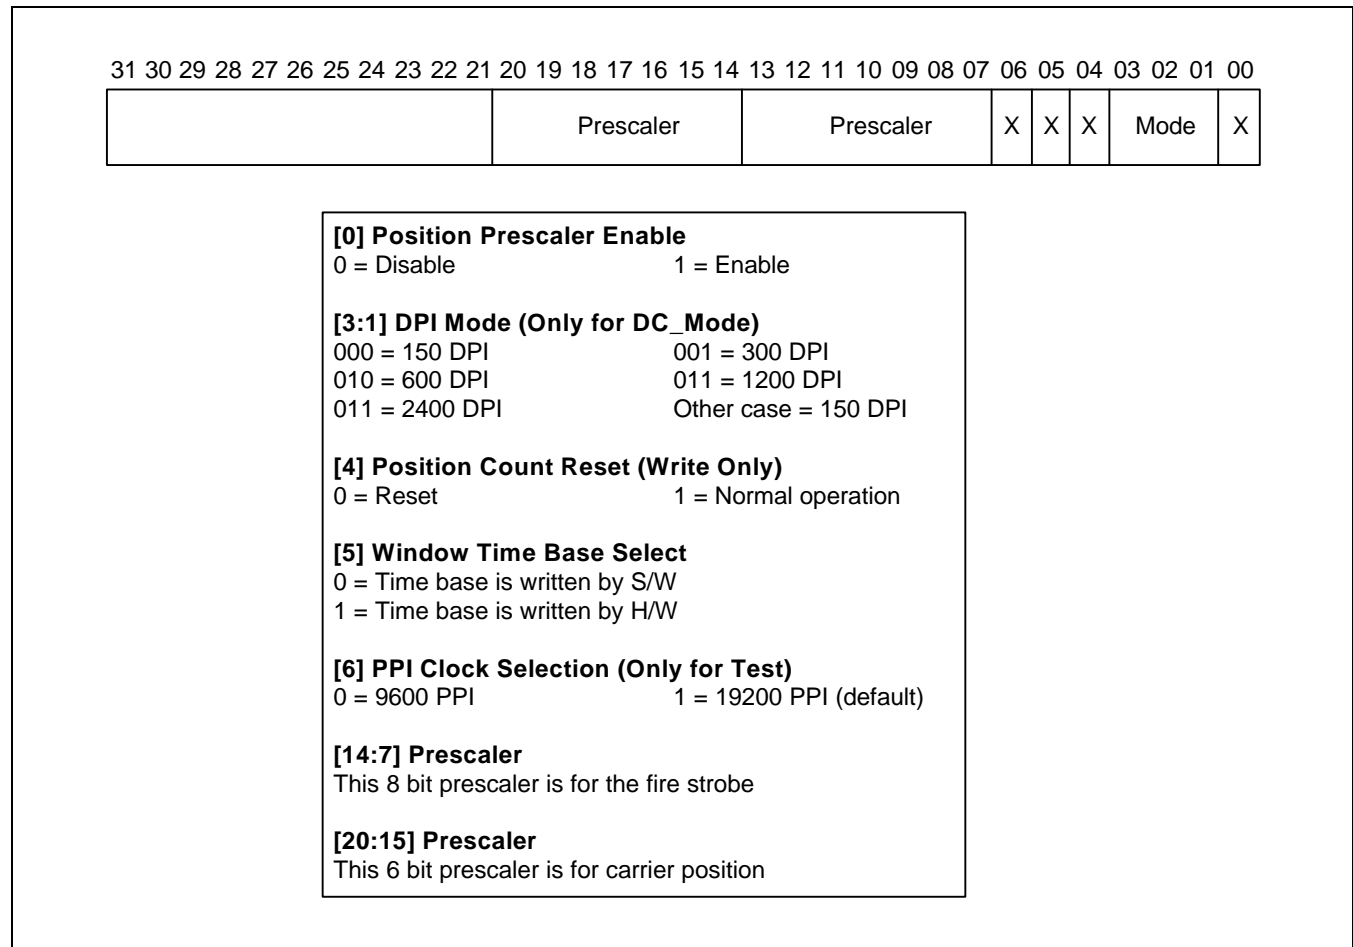 31 30 29 28 27 26 25 24 23 22 21 20 19 18 17 16 15 14 13 12 11 10 09 08 07 06 05 04 03 02 01 00
Prescaler Prescaler X X X Mode X
[0] Position Prescaler Enable
0 = Disable 1 = Enable
[3:1] DPI Mode (Only for DC_Mode)
000 = 150 DPI 001 = 300 DPI
010 = 600 DPI 011 = 1200 DPI
011 = 2400 DPI Other case = 150 DPI
[4] Position Count Reset (Write Only)
0 = Reset 1 = Normal operation
[5] Window Time Base Select
0 = Time base is written by S/W
1 = Time base is written by H/W
[6] PPI Clock Selection (Only for Test)
0 = 9600 PPI 1 = 19200 PPI (default)
[14:7] Prescaler
This 8 bit prescaler is for the fire strobe
[20:15] Prescaler
This 6 bit prescaler is for carrier position